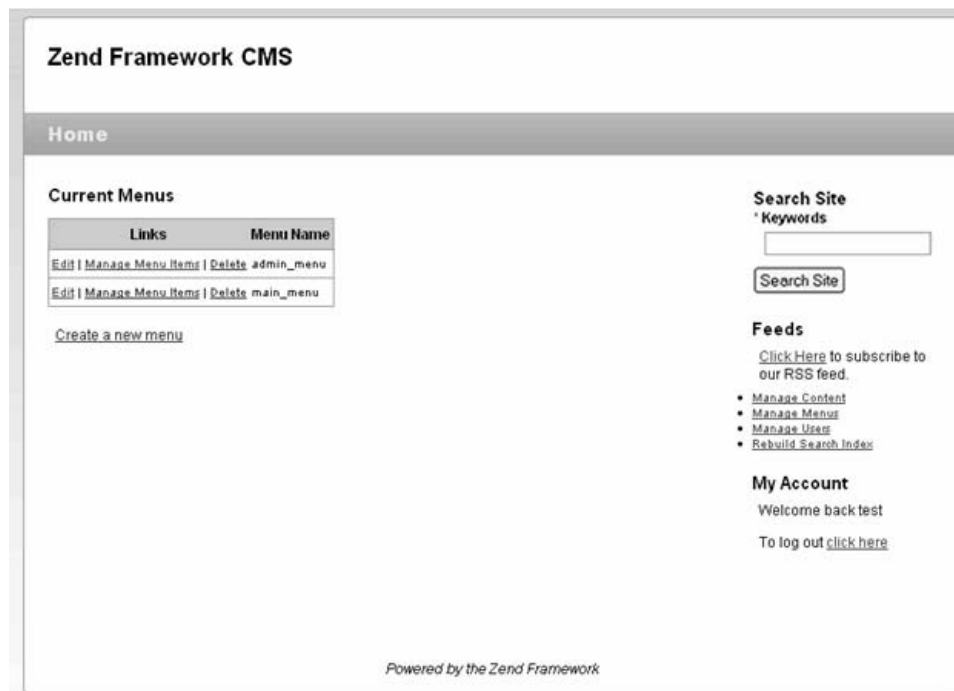 Zend Framework CMS
Home
Current Menus
Links Menu Name
Edit | Manage Menu Items | Delete admin_menu
Edit | Manage Menu Items | Delete main_menu
Create a new menu
Search Site
* Keywords
Search Site
Feeds
Click Here to subscribe to
our RSS feed.
• Manage Content
• Manage Menus
• Manage Users
• Rebuild Search Index
My Account
Welcome back test
To log out click here
Powered by the Zend Framework